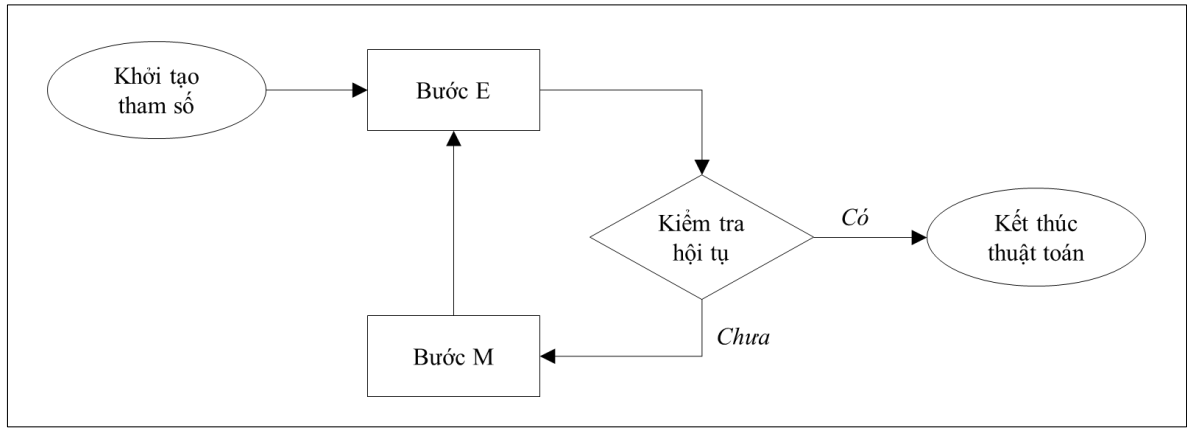 Khởi tạo
tham số
Bước E
Kiểm tra
hội tụ
Có
Kết thúc
thuật toán
Chưa
Bước M